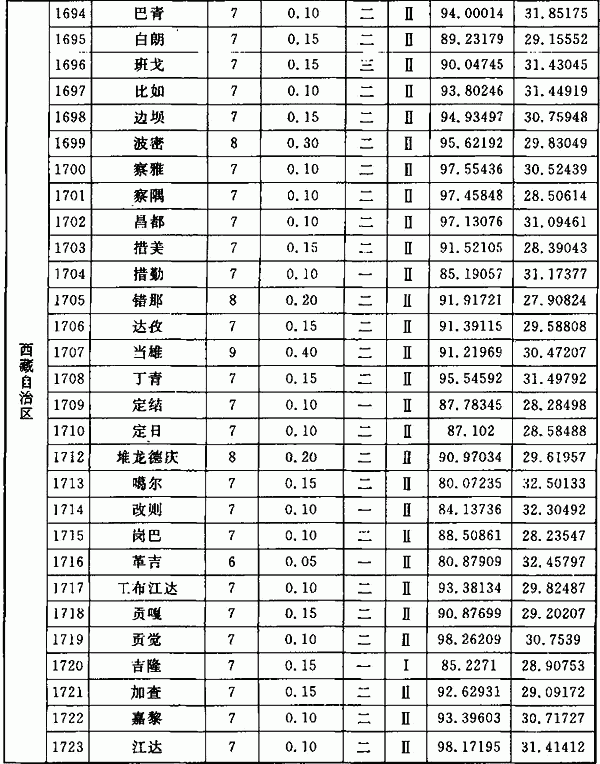 西藏自治区
1694 巴青 7 0.10 二 Ⅱ 94.00014 31.85175
1695 白朗 7 0.15 二 Ⅱ 89.23179 29.15552
1696 班戈 7 0.15 三 Ⅱ 90.04745 31.43045
1697 比如 7 0.10 二 Ⅱ 93.80246 31.44919
1698 边坝 7 0.15 二 Ⅱ 94.93497 30.75948
1699 波密 8 0.30 二 Ⅱ 95.62192 29.83049
1700 察雅 7 0.10 二 Ⅱ 97.55436 30.52439
1701 察隅 7 0.10 二 Ⅱ 97.45848 28.50614
1702 昌都 7 0.10 二 Ⅱ 97.13076 31.09461
1703 措美 7 0.15 二 Ⅱ 91.52105 28.39043
1704 措勤 7 0.10 一 Ⅱ 85.19057 31.17377
1705 错那 8 0.20 二 Ⅱ 91.91721 27.90824
1706 达孜 7 0.15 二 Ⅱ 91.39115 29.58808
1707 当雄 9 0.40 二 Ⅱ 91.21969 30.47207
1708 丁青 7 0.15 二 Ⅱ 95.54592 31.49792
1709 定结 7 0.10 一 Ⅱ 87.78345 28.28498
1710 定日 7 0.10 二 Ⅱ 87.102 28.58488
1712 堆龙德庆 8 0.20 二 Ⅱ 90.97034 29.61957
1713 噶尔 7 0.15 二 Ⅱ 80.07235 32.50133
1714 改则 7 0.10 一 Ⅱ 84.13736 32.30492
1715 岗巴 7 0.10 二 Ⅱ 88.50861 28.23547
1716 革吉 6 0.05 一 Ⅱ 80.87909 32.45797
1717 工布江达 7 0.10 二 Ⅱ 93.38134 29.82487
1718 贡嘎 7 0.15 二 Ⅱ 90.87699 29.20207
1719 贡觉 7 0.10 二 Ⅱ 98.26209 30.7539
1720 吉隆 7 0.15 一 Ⅰ 85.2271 28.90753
1721 加查 7 0.15 二 Ⅱ 92.62931 29.09172
1722 嘉黎 7 0.10 二 Ⅱ 93.39603 30.71727
1723 江达 7 0.10 二 Ⅱ 98.17195 31.41412